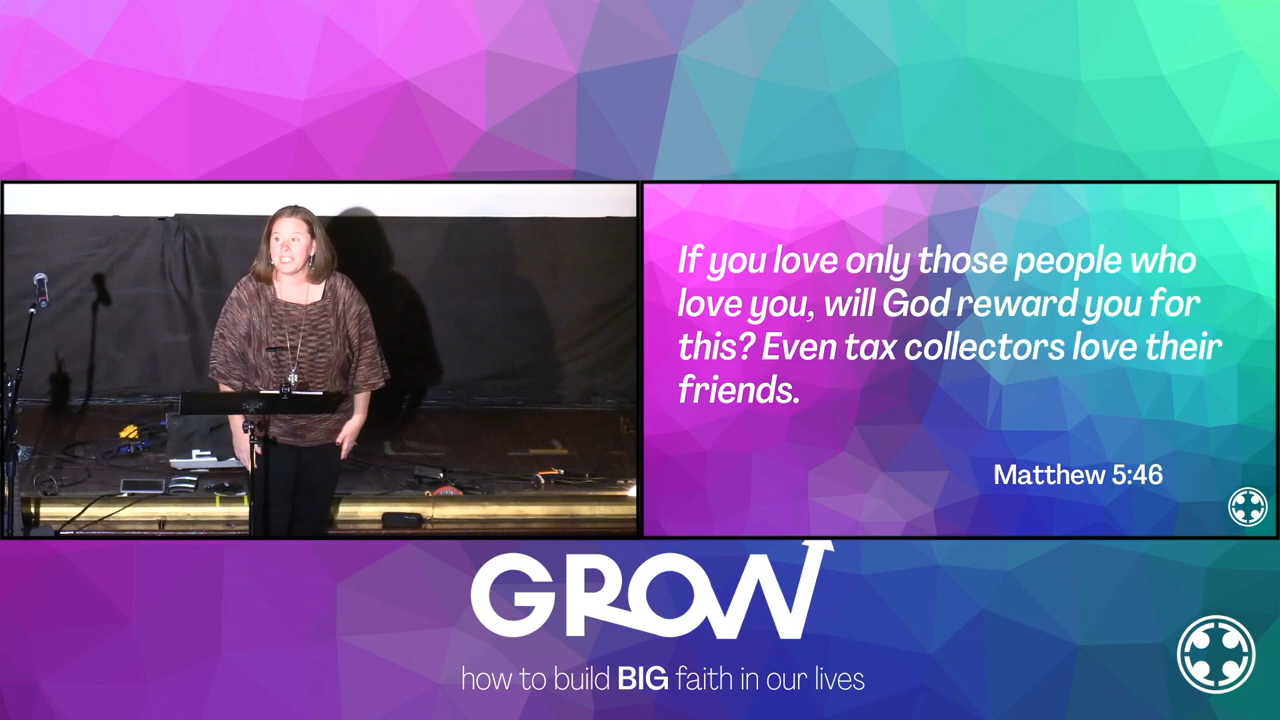 If you love only those people who
love you, will God reward you for
this? Even tax collectors love their
friends.
Matthew 5:46
GROW
how to build BIG faith in our lives